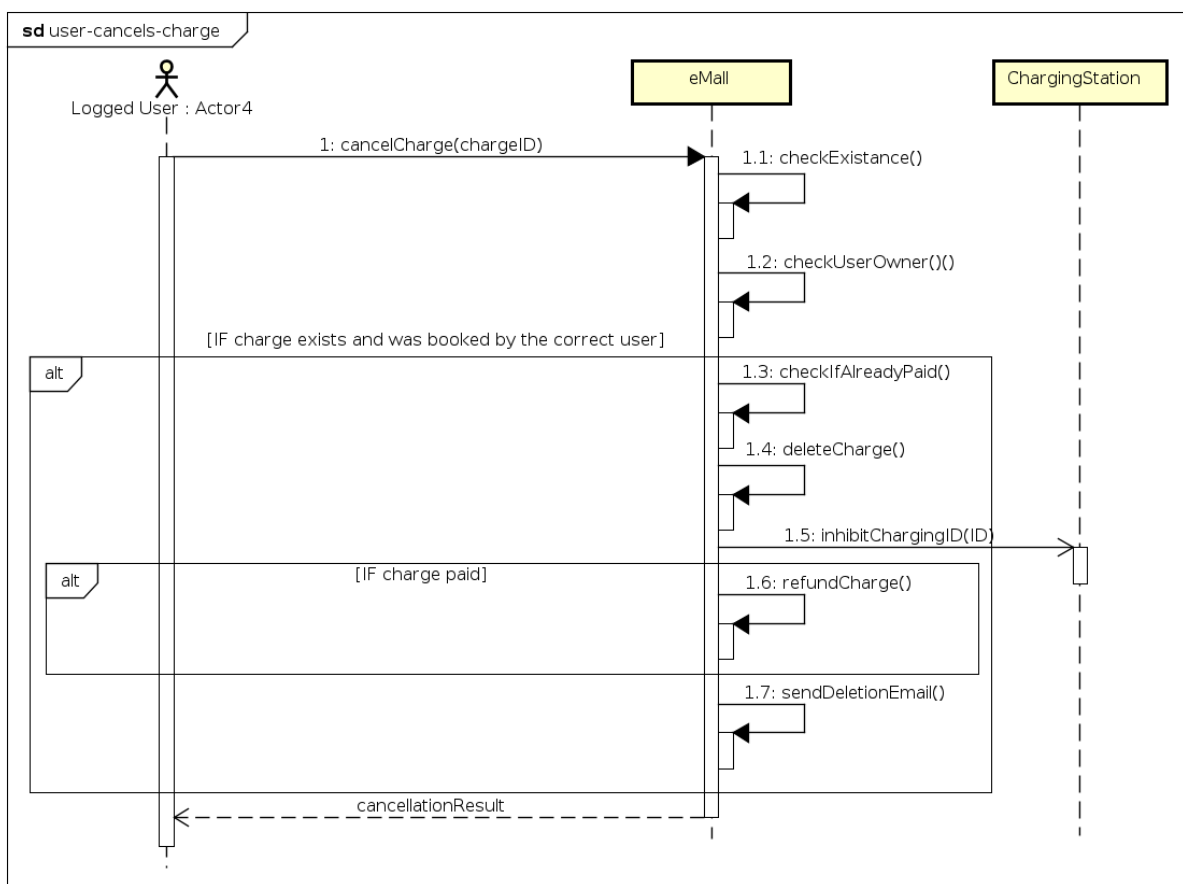 sd user-cancels-charge
Logged User : Actor4
eMall
ChargingStation
1: cancelCharge(chargeID)
1.1: checkExistance()
1.2: checkUserOwner()()
[IF charge exists and was booked by the correct user]
alt
1.3: checkIfAlreadyPaid()
1.4: deleteCharge()
1.5: inhibitChargingID(ID)
alt
[IF charge paid]
1.6: refundCharge()
1.7: sendDeletionEmail()
cancellationResult